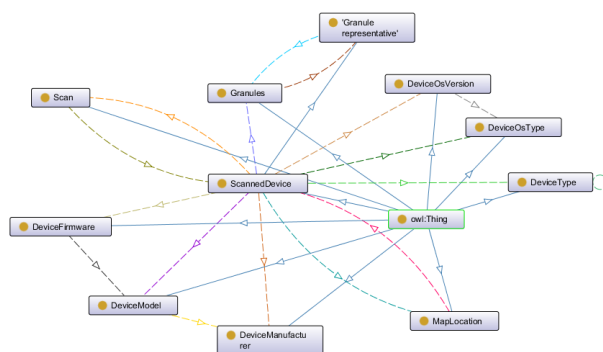 'Granule
representative'
DeviceOsVersion
Scan
Granules
DeviceOsType
ScannedDevice
DeviceType
DeviceFirmware
owl:Thing
DeviceModel
MapLocation
DeviceManufactu
rer